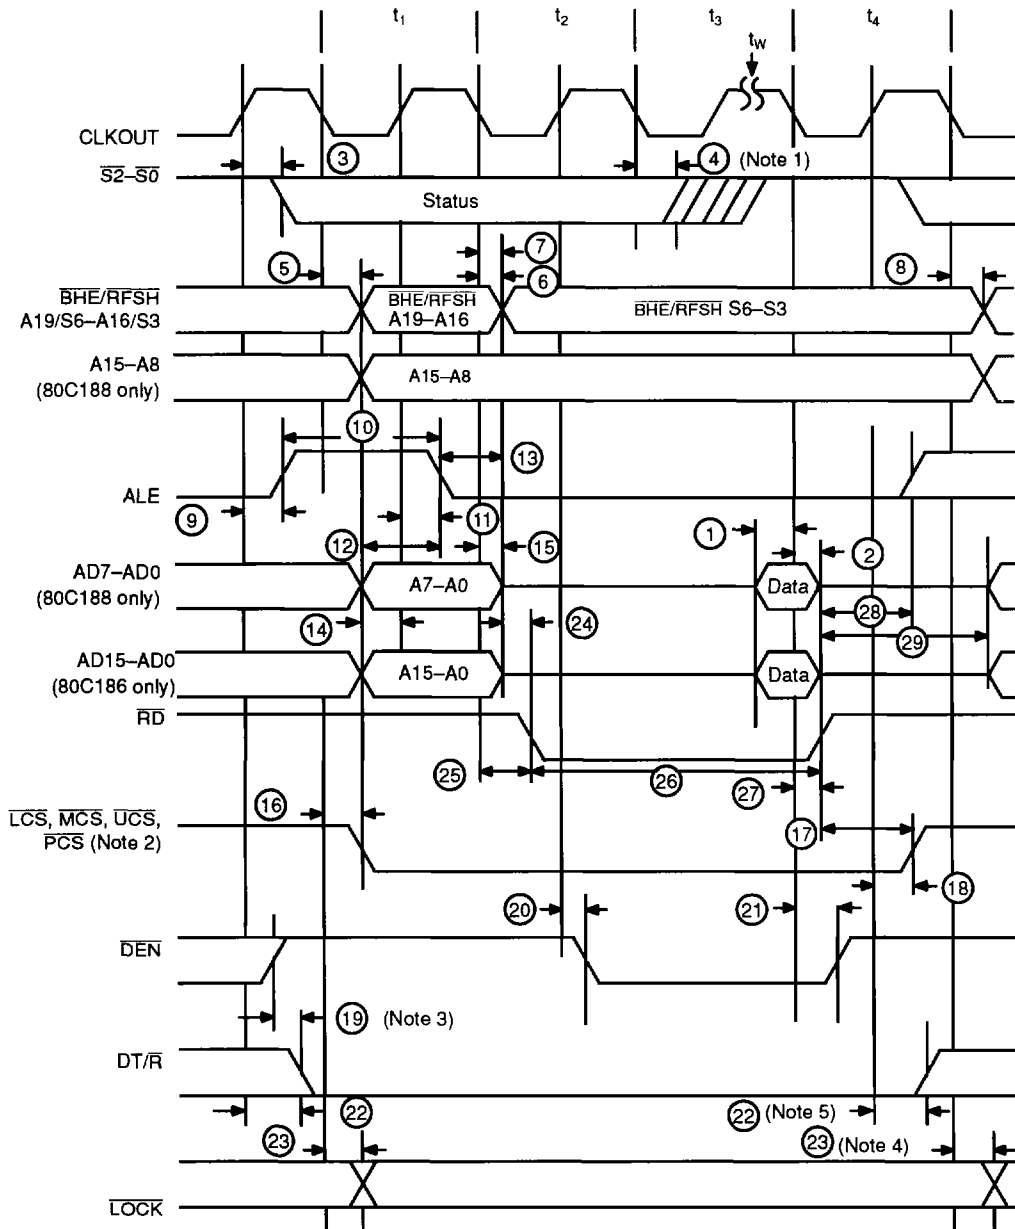 t1 t2 t3 t4
tW
CLKOUT
3 4 (Note 1)
S2–S0
Status
7
5 6 8
BHE/RFSH
A19/S6–A16/S3
BHE/RFSH
A19–A16
BHE/RFSH S6–S3
A15–A8
(80C188 only)
A15–A8
10
13
ALE
9 11
12 15 1 2
AD7–AD0
(80C188 only)
A7–A0 Data
28
14 24
29
AD15–AD0
(80C186 only)
A15–A0 Data
RD
25 26
27
16
17
LCS, MCS, UCS,
PCS (Note 2)
18
20 21
DEN
19 (Note 3)
DT/R
22 22 (Note 5)
23 23 (Note 4)
LOCK